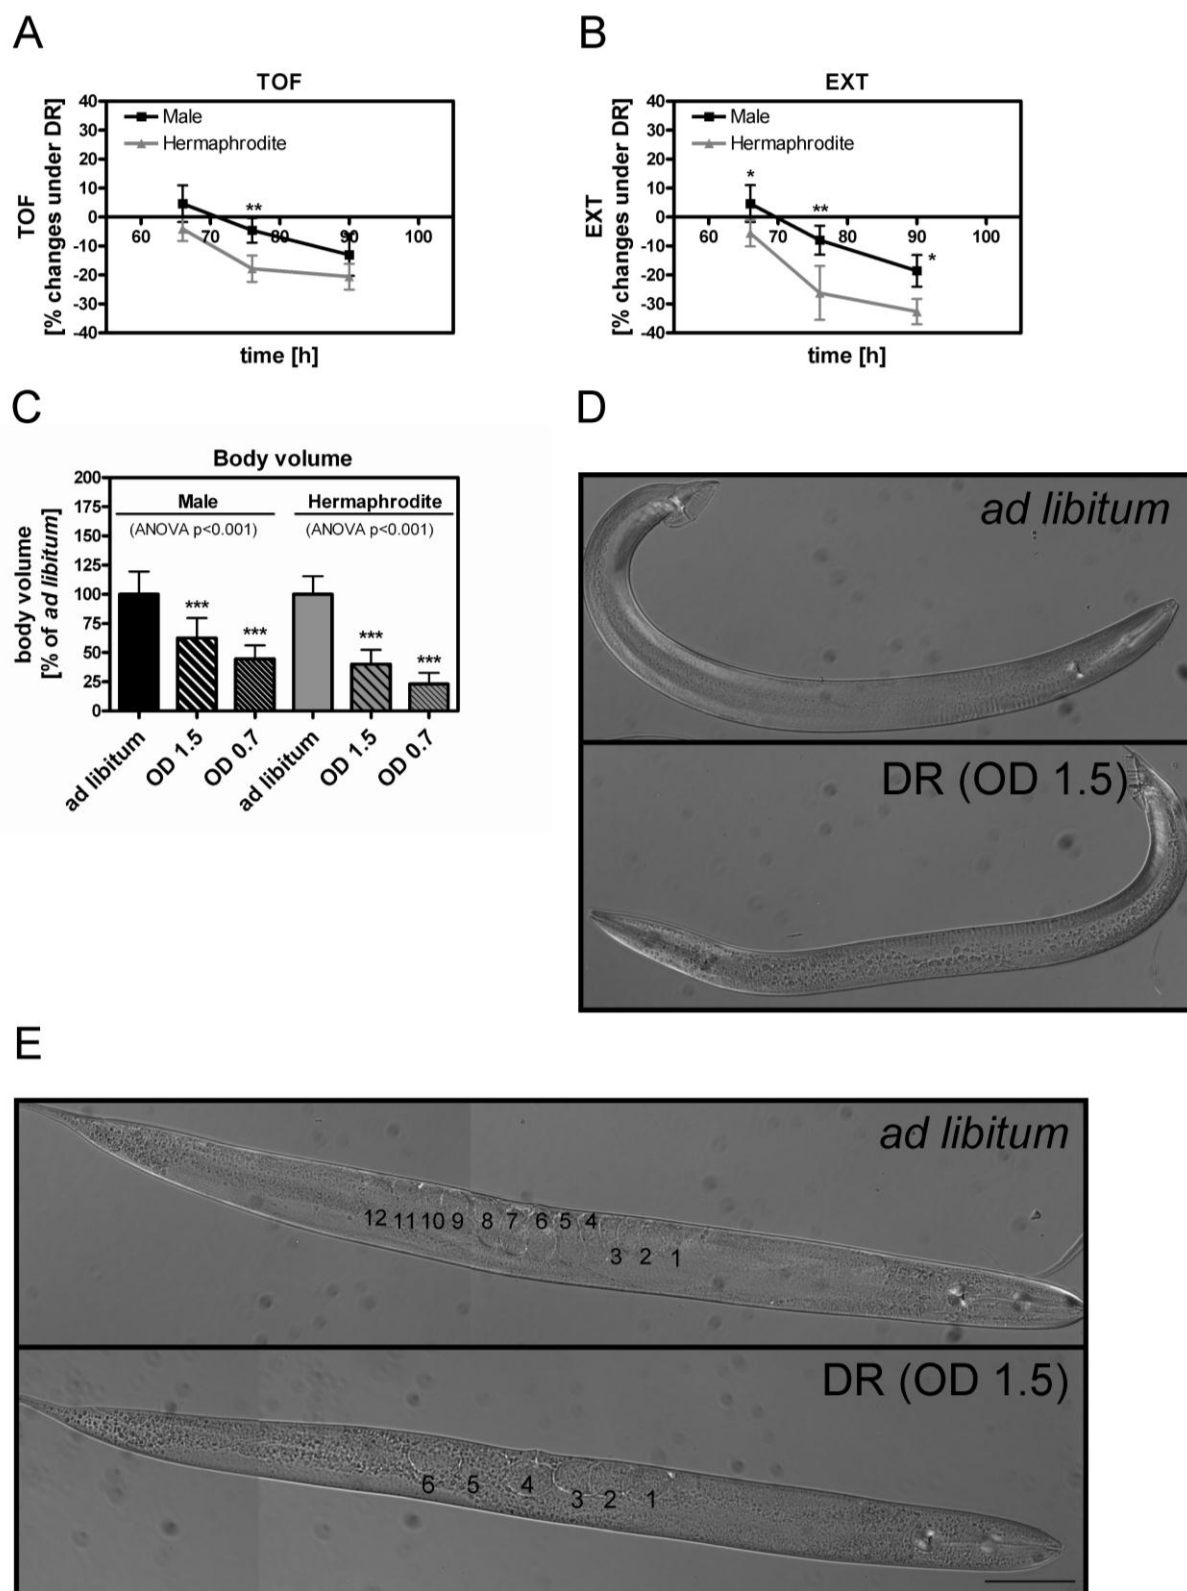 A
TOF
TOF
[% changes under DR]
40
30
20
10
0
-10
-20
-30
-40
Male
Hermaphrodite
**
60 70 80 90 100
time [h]
B
EXT
EXT
[% changes under DR]
40
30
20
10
0
-10
-20
-30
-40
Male
Hermaphrodite
*
**
*
60 70 80 90 100
time [h]
C
Body volume
body volume
[% of ad libitum]
200
175
150
125
100
75
50
25
0
Male Hermaphrodite
(ANOVA p<0.001) (ANOVA p<0.001)
*** *** *** ***
ad libitum OD 1.5 OD 0.7 ad libitum OD 1.5 OD 0.7
D
ad libitum
DR (OD 1.5)
E
ad libitum
12 11 10 9 8 7 6 5 4
3 2 1
DR (OD 1.5)
6 5 4 3 2 1